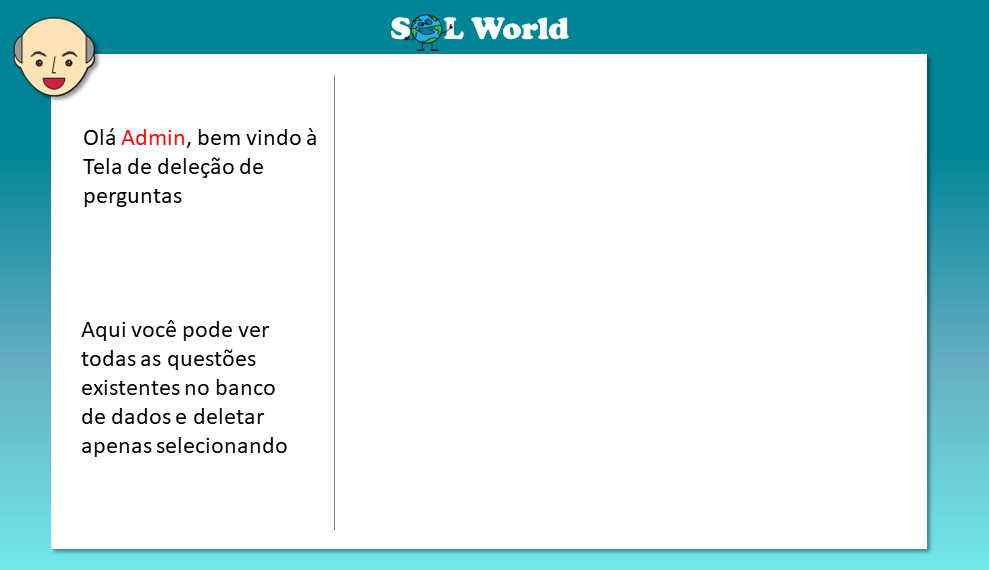 SOL World
Olá Admin, bem vindo à
Tela de deleção de
perguntas
Aqui você pode ver
todas as questões
existentes no banco
de dados e deletar
apenas selecionando